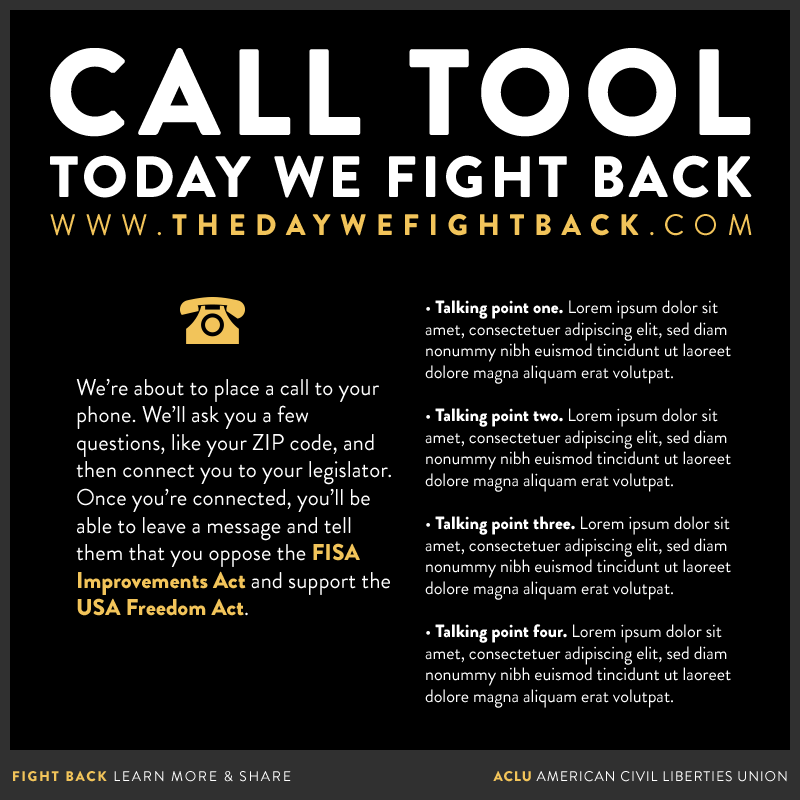 CALL TOOL
TODAY WE FIGHT BACK
WWW.THEDAYWEFIGHTBACK.COM
We’re about to place a call to your
phone. We’ll ask you a few
questions, like your ZIP code, and
then connect you to your legislator.
Once you’re connected, you’ll be
able to leave a message and tell
them that you oppose the FISA
Improvements Act and support the
USA Freedom Act.
• Talking point one. Lorem ipsum dolor sit
amet, consectetuer adipiscing elit, sed diam
nonummy nibh euismod tincidunt ut laoreet
dolore magna aliquam erat volutpat.
• Talking point two. Lorem ipsum dolor sit
amet, consectetuer adipiscing elit, sed diam
nonummy nibh euismod tincidunt ut laoreet
dolore magna aliquam erat volutpat.
• Talking point three. Lorem ipsum dolor sit
amet, consectetuer adipiscing elit, sed diam
nonummy nibh euismod tincidunt ut laoreet
dolore magna aliquam erat volutpat.
• Talking point four. Lorem ipsum dolor sit
amet, consectetuer adipiscing elit, sed diam
nonummy nibh euismod tincidunt ut laoreet
dolore magna aliquam erat volutpat.
FIGHT BACK LEARN MORE & SHARE
ACLU AMERICAN CIVIL LIBERTIES UNION